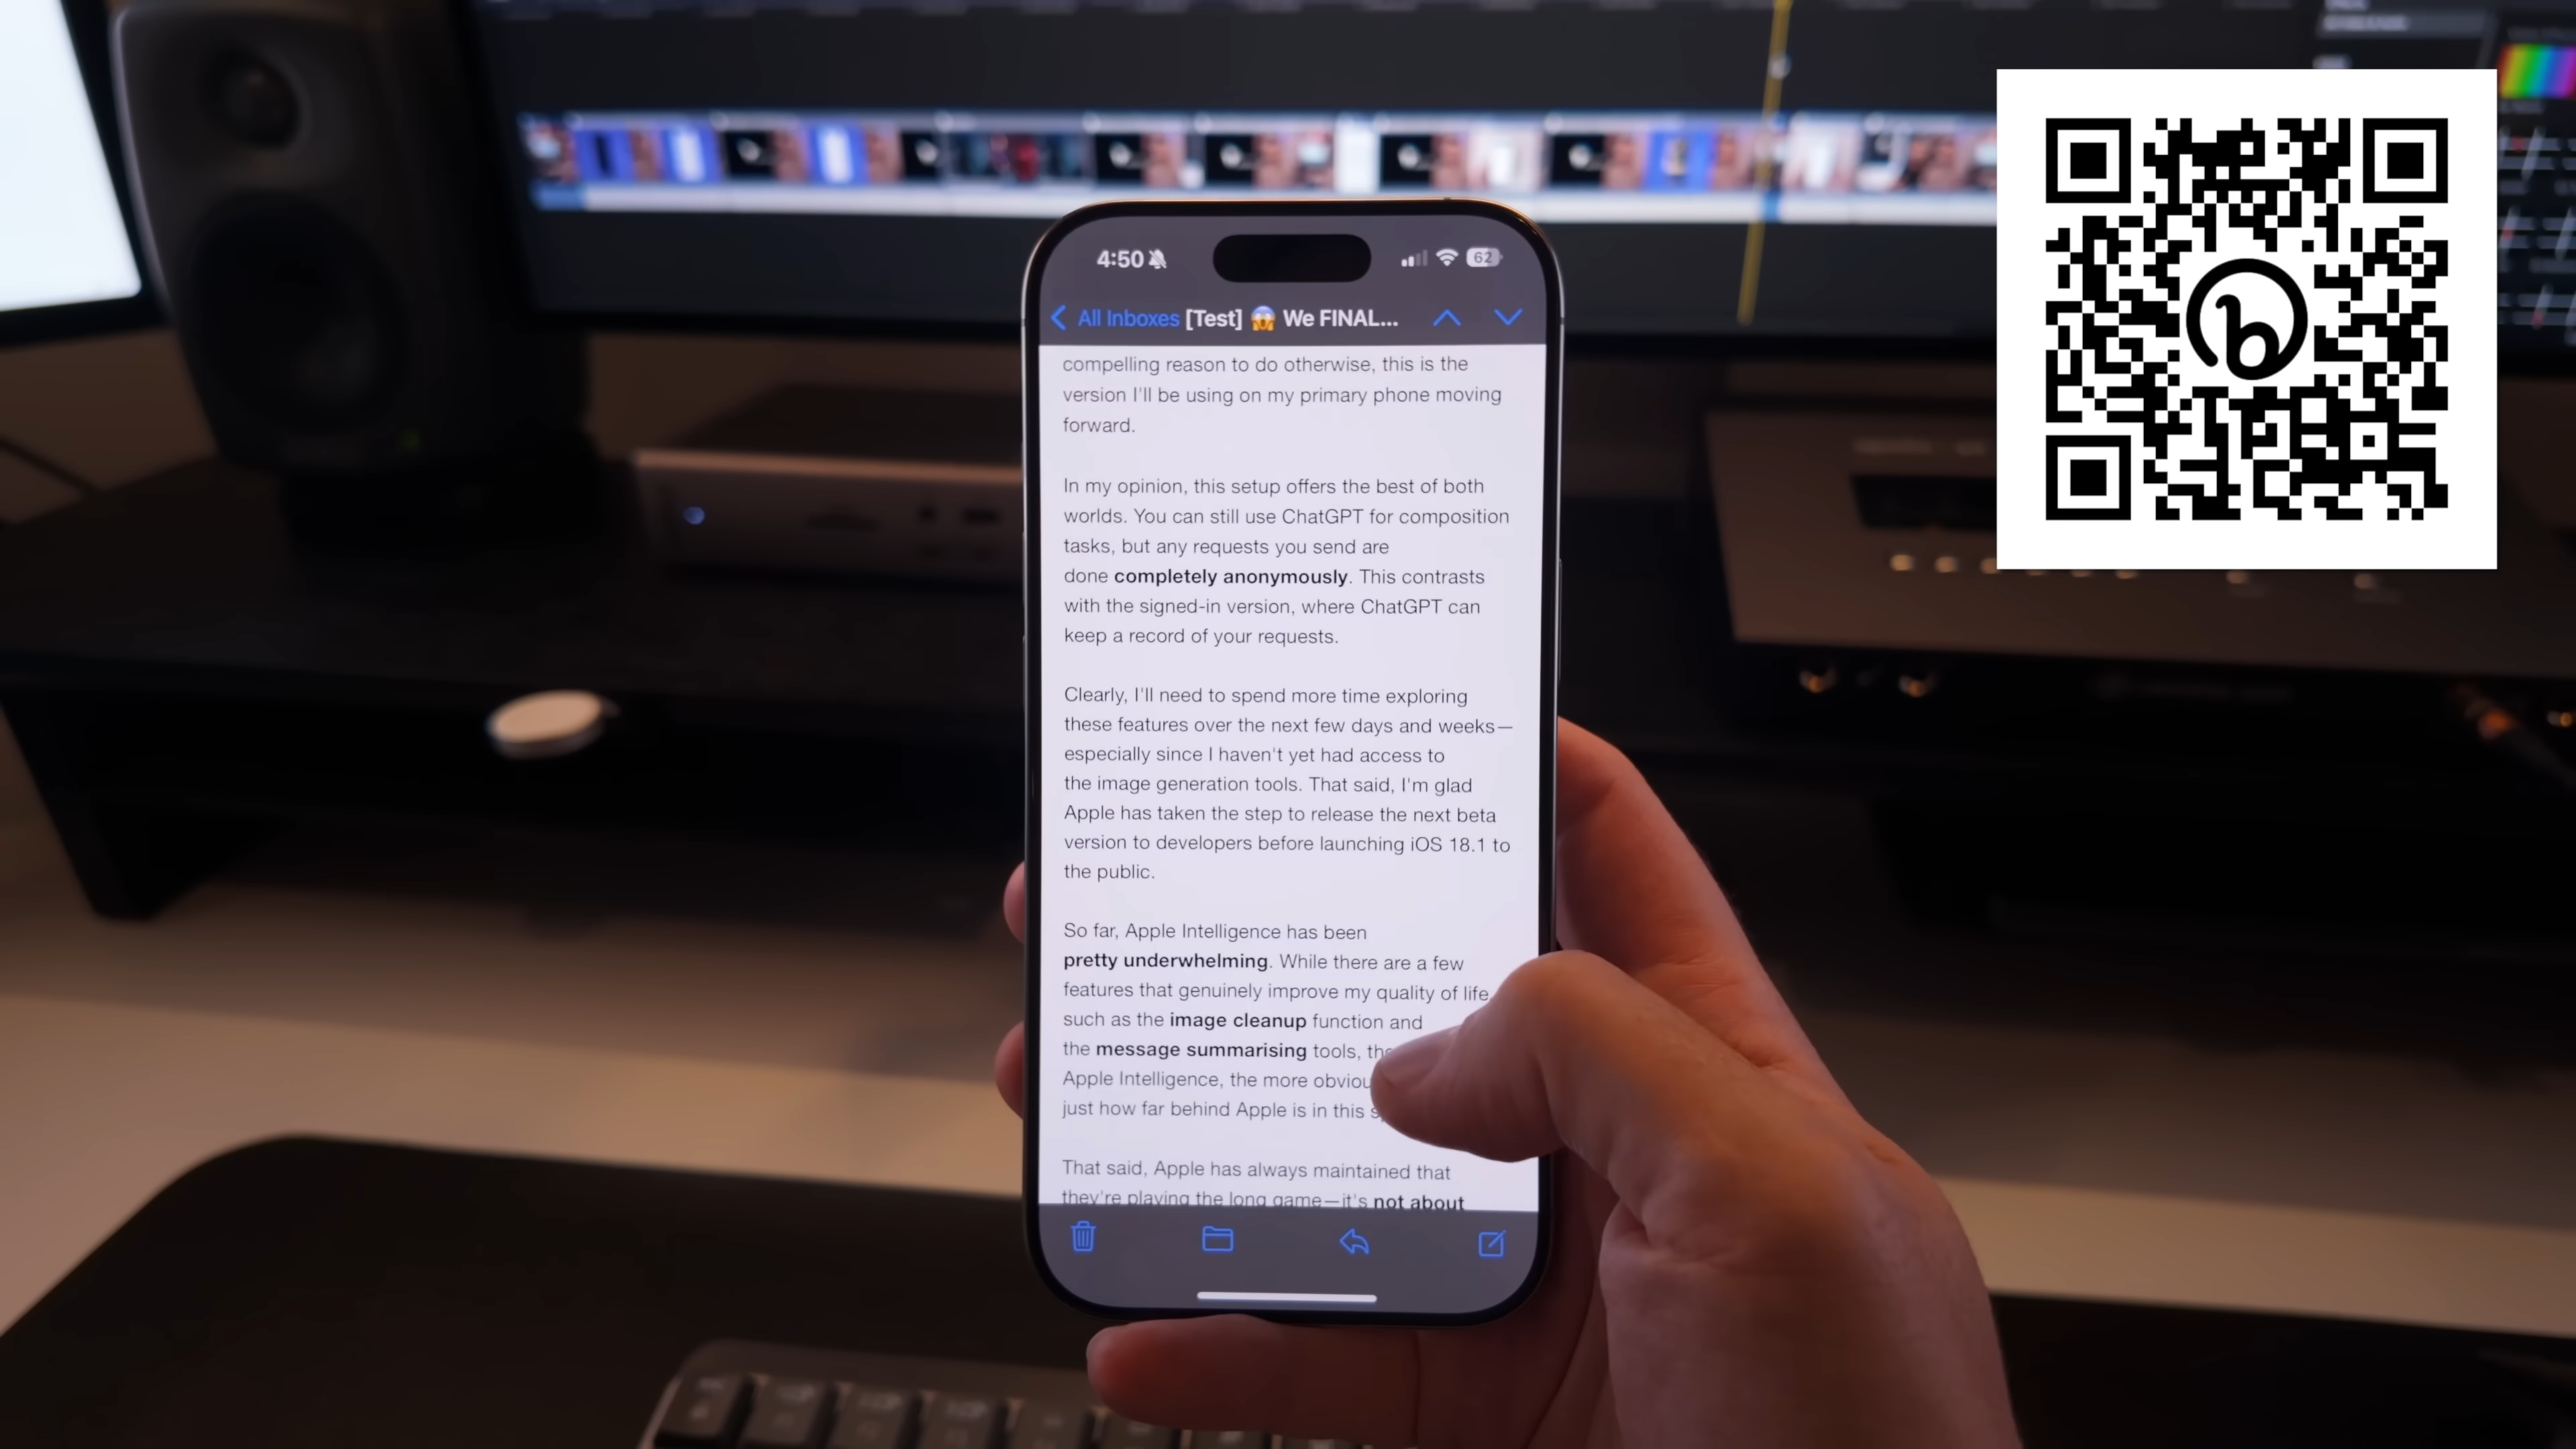 4:50
62
All Inboxes [Test] 😱 We FINAL...
compelling reason to do otherwise, this is the
version I'll be using on my primary phone moving
forward.
In my opinion, this setup offers the best of both
worlds. You can still use ChatGPT for composition
tasks, but any requests you send are
done completely anonymously. This contrasts
with the signed-in version, where ChatGPT can
keep a record of your requests.
Clearly, I'll need to spend more time exploring
these features over the next few days and weeks—
especially since I haven't yet had access to
the image generation tools. That said, I'm glad
Apple has taken the step to release the next beta
version to developers before launching iOS 18.1 to
the public.
So far, Apple Intelligence has been
pretty underwhelming. While there are a few
features that genuinely improve my quality of life,
such as the image cleanup function and
the message summarising tools,
Apple Intelligence, the more
just how far behind Apple is in this
That said, Apple has always maintained that
they're playing the long game—it's not about
b